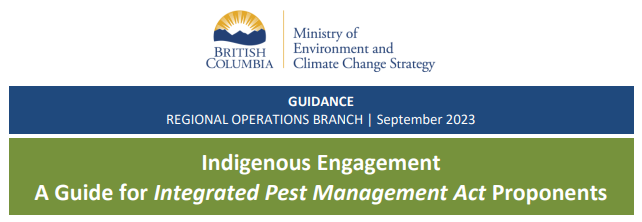 BRITISH
COLUMBIA
Ministry of
Environment and
Climate Change Strategy
GUIDANCE
REGIONAL OPERATIONS BRANCH | September 2023
Indigenous Engagement
A Guide for Integrated Pest Management Act Proponents